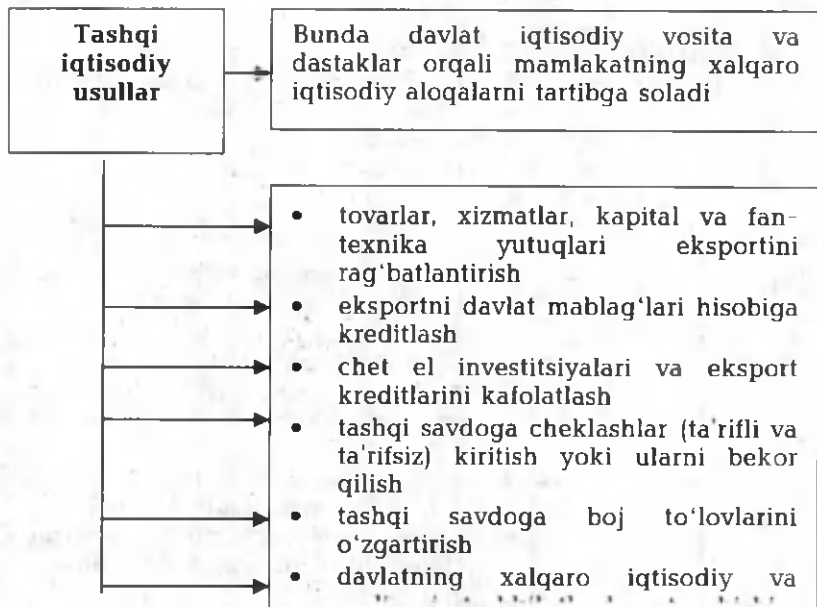 Tashqi
iqtisodiy
usullar
Bunda davlat iqtisodiy vosita va
dastaklar orqali mamlakatning xalqaro
iqtisodiy aloqalarni tartibga soladi
• tovarlar, xizmatlar, kapital va fan-
texnika yutuqlari eksportini
rag‘batlantirish
• eksportni davlat mablag‘lari hisobiga
kreditlash
• chet el investitsiyalari va eksport
kreditlarini kafolatlash
• tashqi savdoga cheklashlar (ta'rifli va
ta'rifsiz) kiritish yoki ularni bekor
qilish
• tashqi savdoga boj to‘lovlarini
o‘zgartirish
• davlatning xalqaro iqtisodiy va